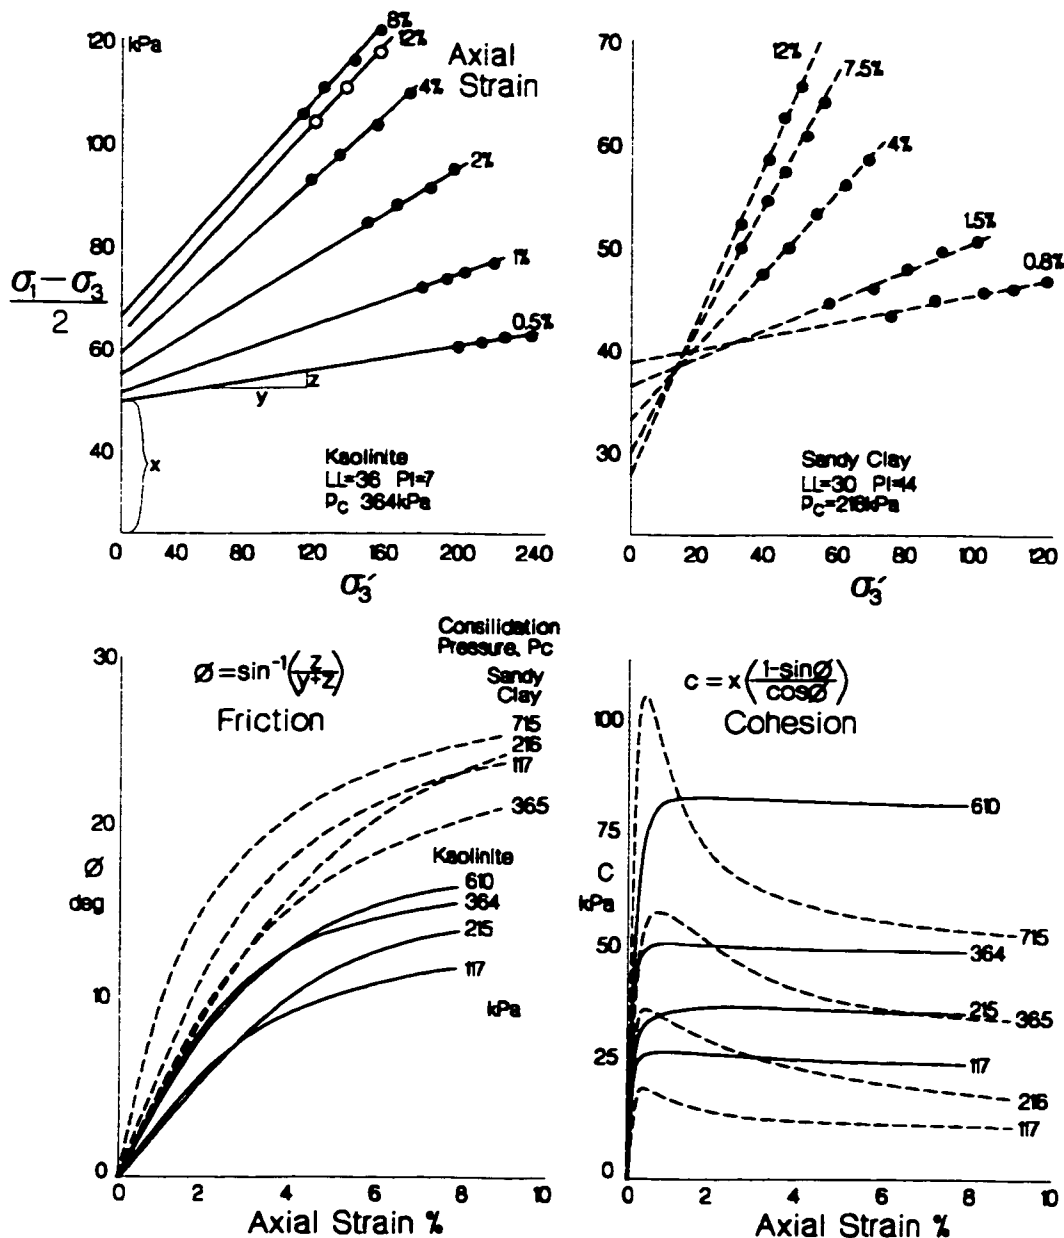 120
kPa
8%
12%
Axial
Strain
4%
100
2%
80
1%
σ₁ − σ₃
2
60
0.5%
z
y
40
x
Kaolinite
LL=36 PI=7
Pc 364kPa
0 40 80 120 160 200 240
σ₃′
70
12%
7.5%
60
4%
50
1.5%
0.8%
40
30
Sandy Clay
LL=30 PI=14
Pc=216kPa
0 20 40 60 80 100 120
σ₃′
30
Ø = sin⁻¹(z/y+z)
Friction
Consilidation
Pressure, Pc
Sandy
Clay
715
216
117
365
20
Ø
deg
Kaolinite
610
364
215
117
kPa
10
0
0 2 4 6 8 10
Axial Strain %
c = x(1-sinØ/cosØ)
Cohesion
100
610
75
C
kPa
50
715
364
215
365
25
117
216
117
0
0 2 4 6 8 10
Axial Strain %